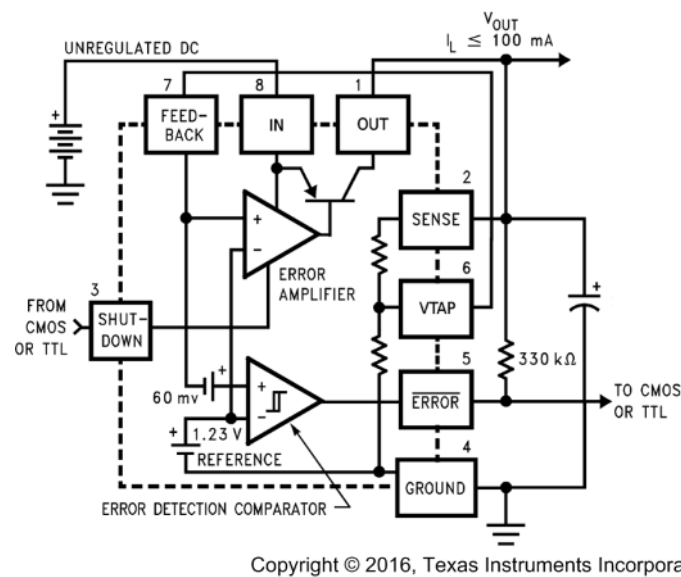 V_OUT
I_L ≤ 100 mA
UNREGULATED DC
7
8
1
+
FEED-
BACK
IN
OUT
2
SENSE
+
−
ERROR
AMPLIFIER
6
VTAP
+
3
FROM
CMOS
OR TTL
SHUT-
DOWN
5
330 kΩ
60 mv
+
+
−
ERROR
TO CMOS
OR TTL
+
1.23 V
REFERENCE
4
GROUND
ERROR DETECTION COMPARATOR
Copyright © 2016, Texas Instruments Incorpora